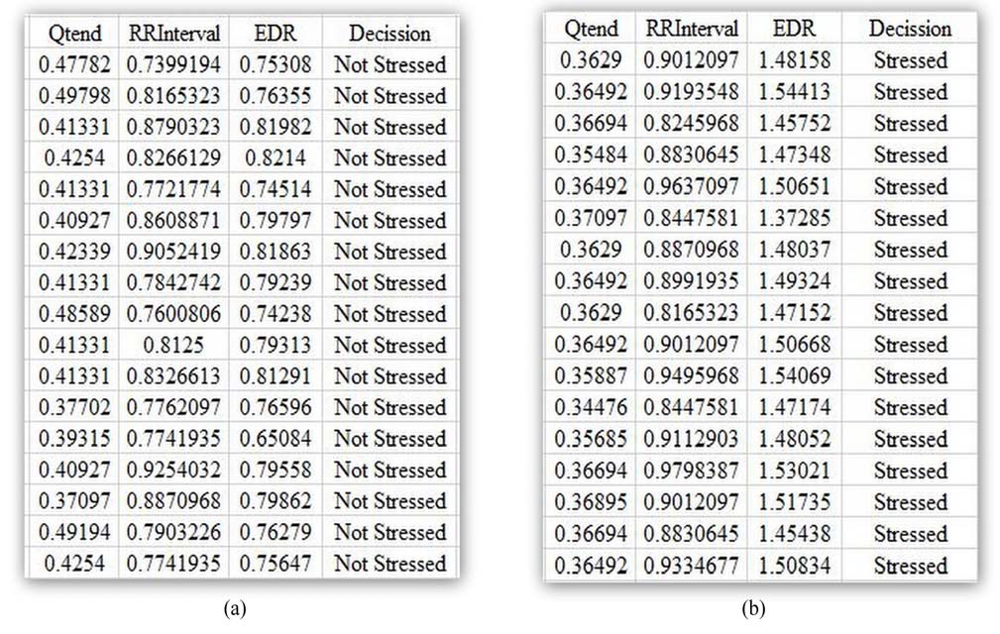 Qtend RRInterval EDR Decission
0.47782 0.7399194 0.75308 Not Stressed
0.49798 0.8165323 0.76355 Not Stressed
0.41331 0.8790323 0.81982 Not Stressed
0.4254 0.8266129 0.8214 Not Stressed
0.41331 0.7721774 0.74514 Not Stressed
0.40927 0.8608871 0.79797 Not Stressed
0.42339 0.9052419 0.81863 Not Stressed
0.41331 0.7842742 0.79239 Not Stressed
0.48589 0.7600806 0.74238 Not Stressed
0.41331 0.8125 0.79313 Not Stressed
0.41331 0.8326613 0.81291 Not Stressed
0.37702 0.7762097 0.76596 Not Stressed
0.39315 0.7741935 0.65084 Not Stressed
0.40927 0.9254032 0.79558 Not Stressed
0.37097 0.8870968 0.79862 Not Stressed
0.49194 0.7903226 0.76279 Not Stressed
0.4254 0.7741935 0.75647 Not Stressed
(a)
Qtend RRInterval EDR Decission
0.3629 0.9012097 1.48158 Stressed
0.36492 0.9193548 1.54413 Stressed
0.36694 0.8245968 1.45752 Stressed
0.35484 0.8830645 1.47348 Stressed
0.36492 0.9637097 1.50651 Stressed
0.37097 0.8447581 1.37285 Stressed
0.3629 0.8870968 1.48037 Stressed
0.36492 0.8991935 1.49324 Stressed
0.3629 0.8165323 1.47152 Stressed
0.36492 0.9012097 1.50668 Stressed
0.35887 0.9495968 1.54069 Stressed
0.34476 0.8447581 1.47174 Stressed
0.35685 0.9112903 1.48052 Stressed
0.36694 0.9798387 1.53021 Stressed
0.36895 0.9012097 1.51735 Stressed
0.36694 0.8830645 1.45438 Stressed
0.36492 0.9334677 1.50834 Stressed
(b)